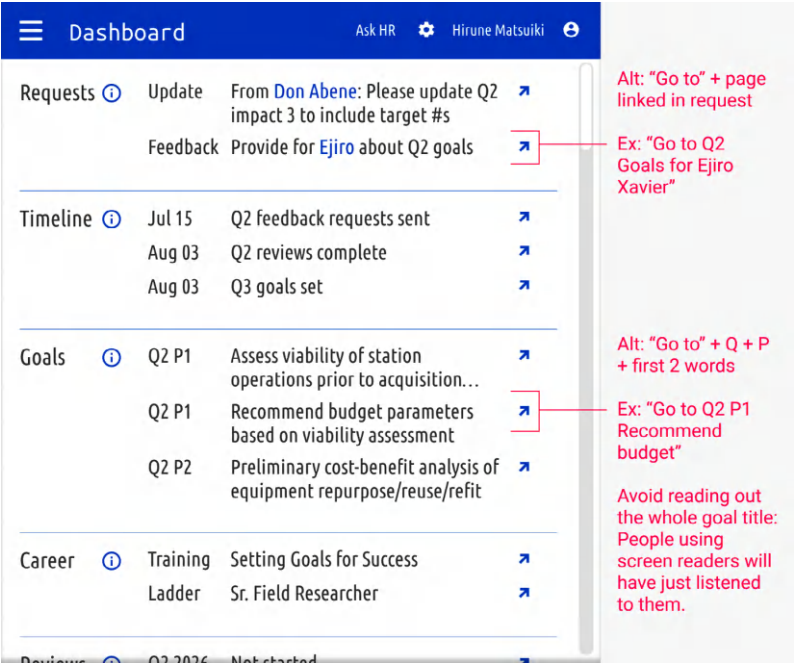 Dashboard Ask HR Hirune Matsuiki
Requests Update From Don Abene: Please update Q2
impact 3 to include target #s
Feedback Provide for Ejiro about Q2 goals
Timeline Jul 15 Q2 feedback requests sent
Aug 03 Q2 reviews complete
Aug 03 Q3 goals set
Goals Q2 P1 Assess viability of station
operations prior to acquisition...
Q2 P1 Recommend budget parameters
based on viability assessment
Q2 P2 Preliminary cost-benefit analysis of
equipment repurpose/reuse/refit
Career Training Setting Goals for Success
Ladder Sr. Field Researcher
Reviews Q2 2026 Not started
Alt: “Go to” + page
linked in request
Ex: “Go to Q2
Goals for Ejiro
Xavier”
Alt: “Go to” + Q + P
+ first 2 words
Ex: “Go to Q2 P1
Recommend
budget”
Avoid reading out
the whole goal title:
People using
screen readers will
have just listened
to them.